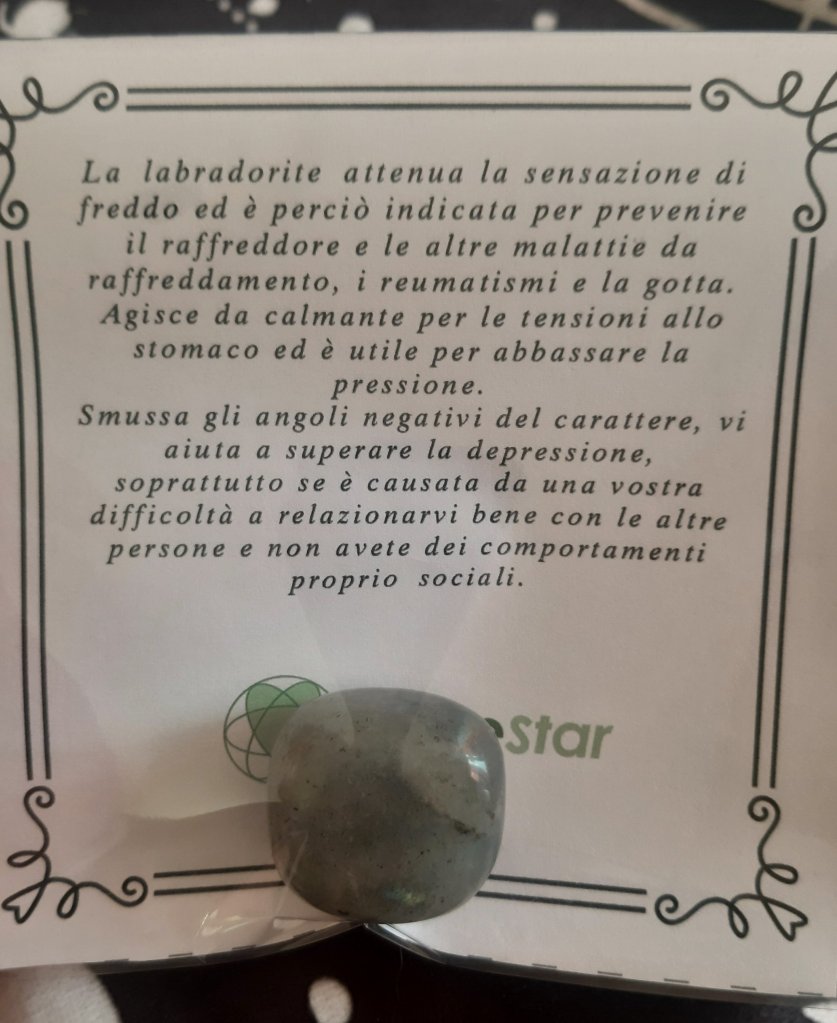 La labradorite attenua la sensazione di
freddo ed è perciò indicata per prevenire
il raffreddore e le altre malattie da
raffreddamento, i reumatismi e la gotta.
Agisce da calmante per le tensioni allo
stomaco ed è utile per abbassare la
pressione.
Smussa gli angoli negativi del carattere, vi
aiuta a superare la depressione,
soprattutto se è causata da una vostra
difficoltà a relazionarvi bene con le altre
persone e non avete dei comportamenti
proprio sociali.
star